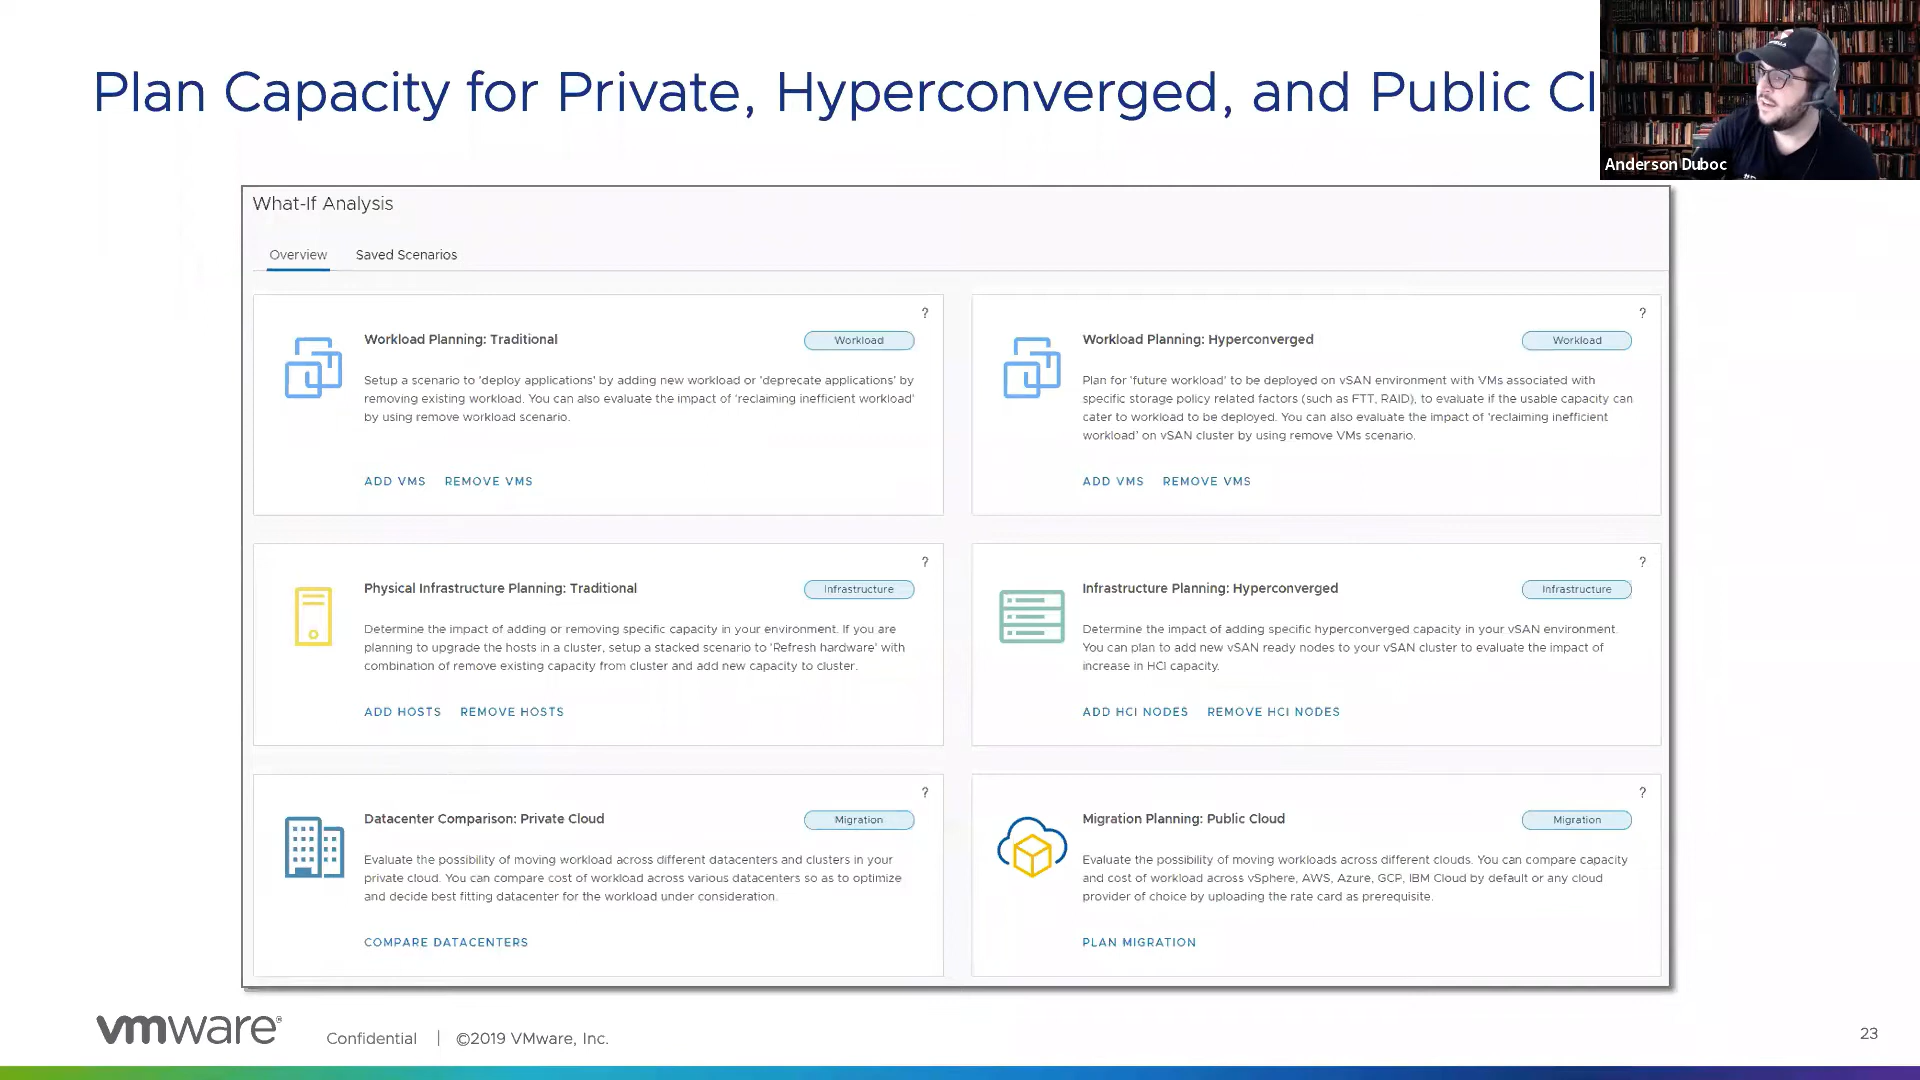 Plan Capacity for Private, Hyperconverged, and Public Cl
Anderson Duboc
What-If Analysis
Overview
Saved Scenarios
?
Workload Planning: Traditional
Workload
Setup a scenario to 'deploy applications' by adding new workload or 'deprecate applications' by
removing existing workload. You can also evaluate the impact of 'reclaiming inefficient workload'
by using remove workload scenario.
ADD VMS
REMOVE VMS
?
Workload Planning: Hyperconverged
Workload
Plan for 'future workload' to be deployed on vSAN environment with VMs associated with
specific storage policy related factors (such as FTT, RAID), to evaluate if the usable capacity can
cater to workload to be deployed. You can also evaluate the impact of 'reclaiming inefficient
workload' on vSAN cluster by using remove VMs scenario.
ADD VMS
REMOVE VMS
?
Physical Infrastructure Planning: Traditional
Infrastructure
Determine the impact of adding or removing specific capacity in your environment. If you are
planning to upgrade the hosts in a cluster, setup a stacked scenario to 'Refresh hardware' with
combination of remove existing capacity from cluster and add new capacity to cluster.
ADD HOSTS
REMOVE HOSTS
?
Infrastructure Planning: Hyperconverged
Infrastructure
Determine the impact of adding specific hyperconverged capacity in your vSAN environment.
You can plan to add new vSAN ready nodes to your vSAN cluster to evaluate the impact of
increase in HCI capacity.
ADD HCI NODES
REMOVE HCI NODES
?
Datacenter Comparison: Private Cloud
Migration
Evaluate the possibility of moving workload across different datacenters and clusters in your
private cloud. You can compare cost of workload across various datacenters so as to optimize
and decide best fitting datacenter for the workload under consideration.
COMPARE DATACENTERS
?
Migration Planning: Public Cloud
Migration
Evaluate the possibility of moving workloads across different clouds. You can compare capacity
and cost of workload across vSphere, AWS, Azure, GCP, IBM Cloud by default or any cloud
provider of choice by uploading the rate card as prerequisite.
PLAN MIGRATION
vmware®
Confidential | ©2019 VMware, Inc.
23